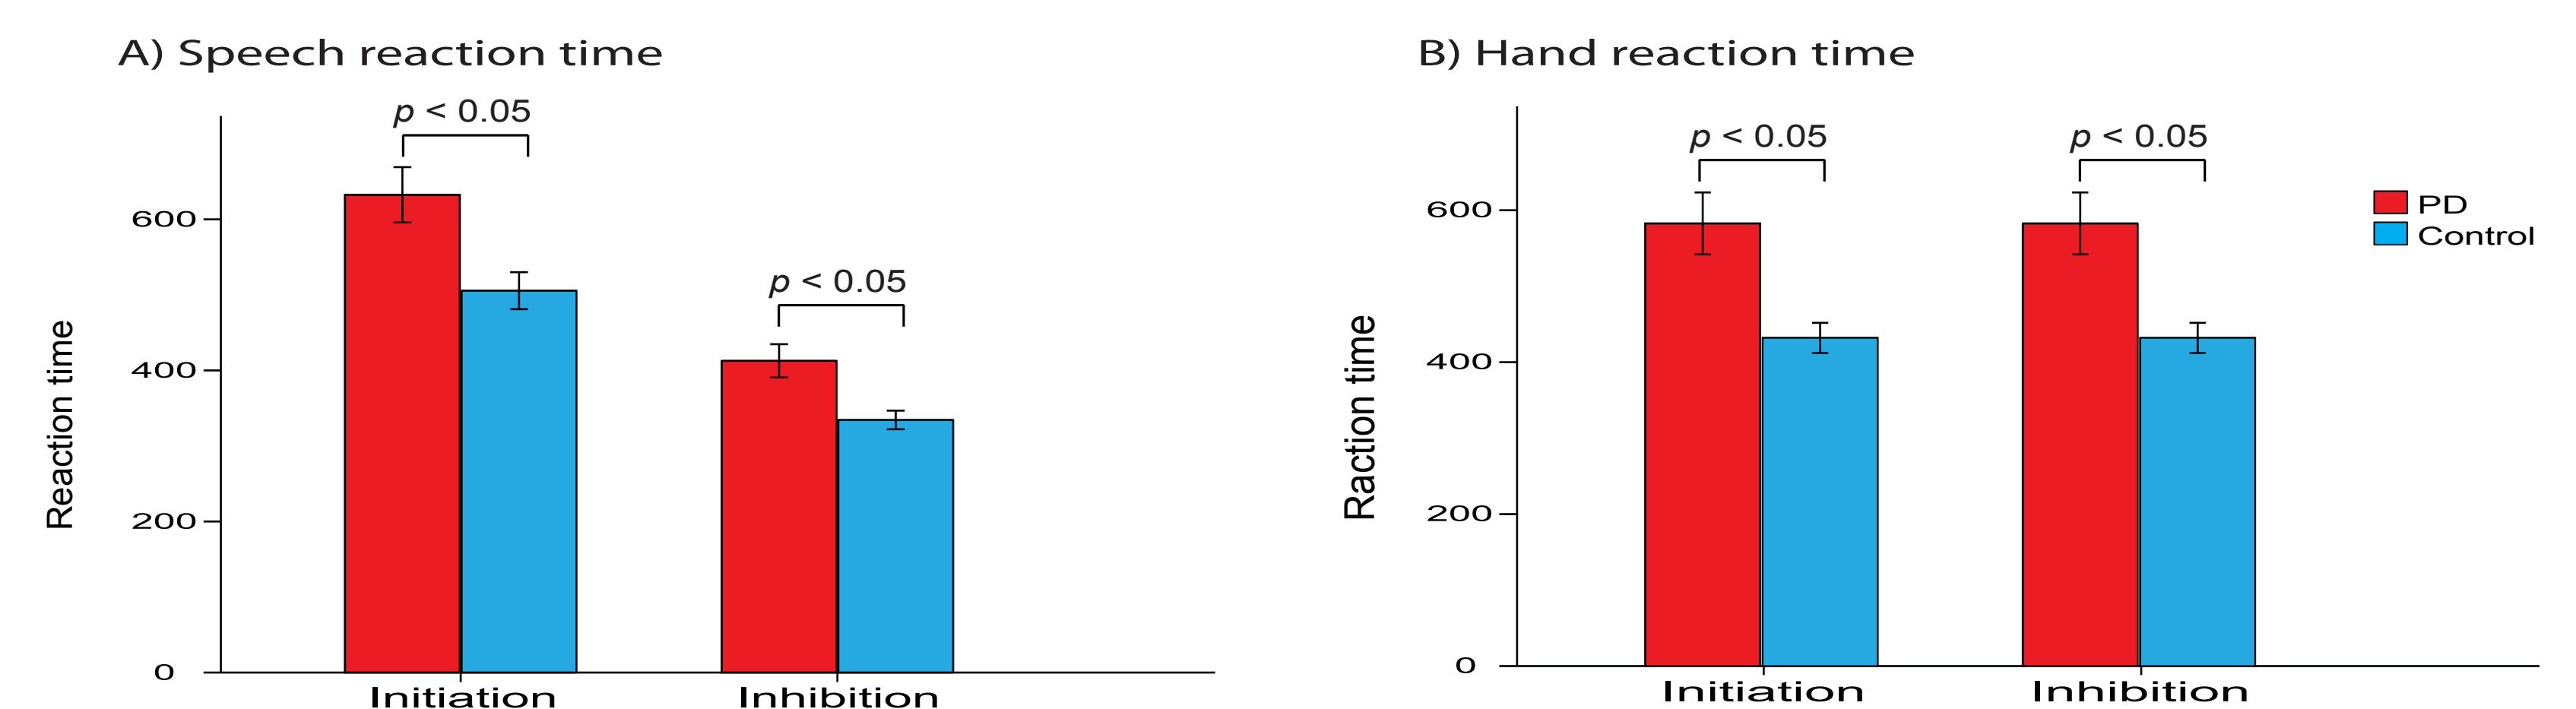 A) Speech reaction time
p < 0.05
p < 0.05
600
400
200
0
Reaction time
Initiation
Inhibition
B) Hand reaction time
p < 0.05
p < 0.05
600
400
200
0
Raction time
Initiation
Inhibition
PD
Control